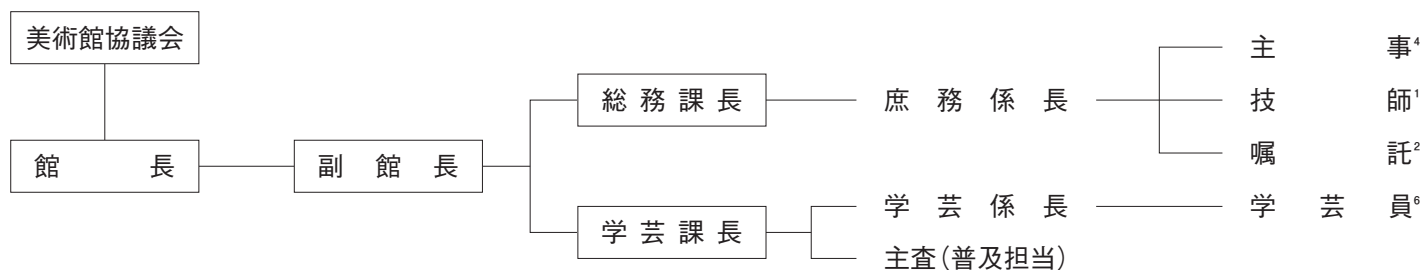 美術館協議会
主事⁴
総務課長 庶務係長 技師¹
館長 副館長 嘱託²
学芸係長 学芸員⁶
学芸課長
主査(普及担当)